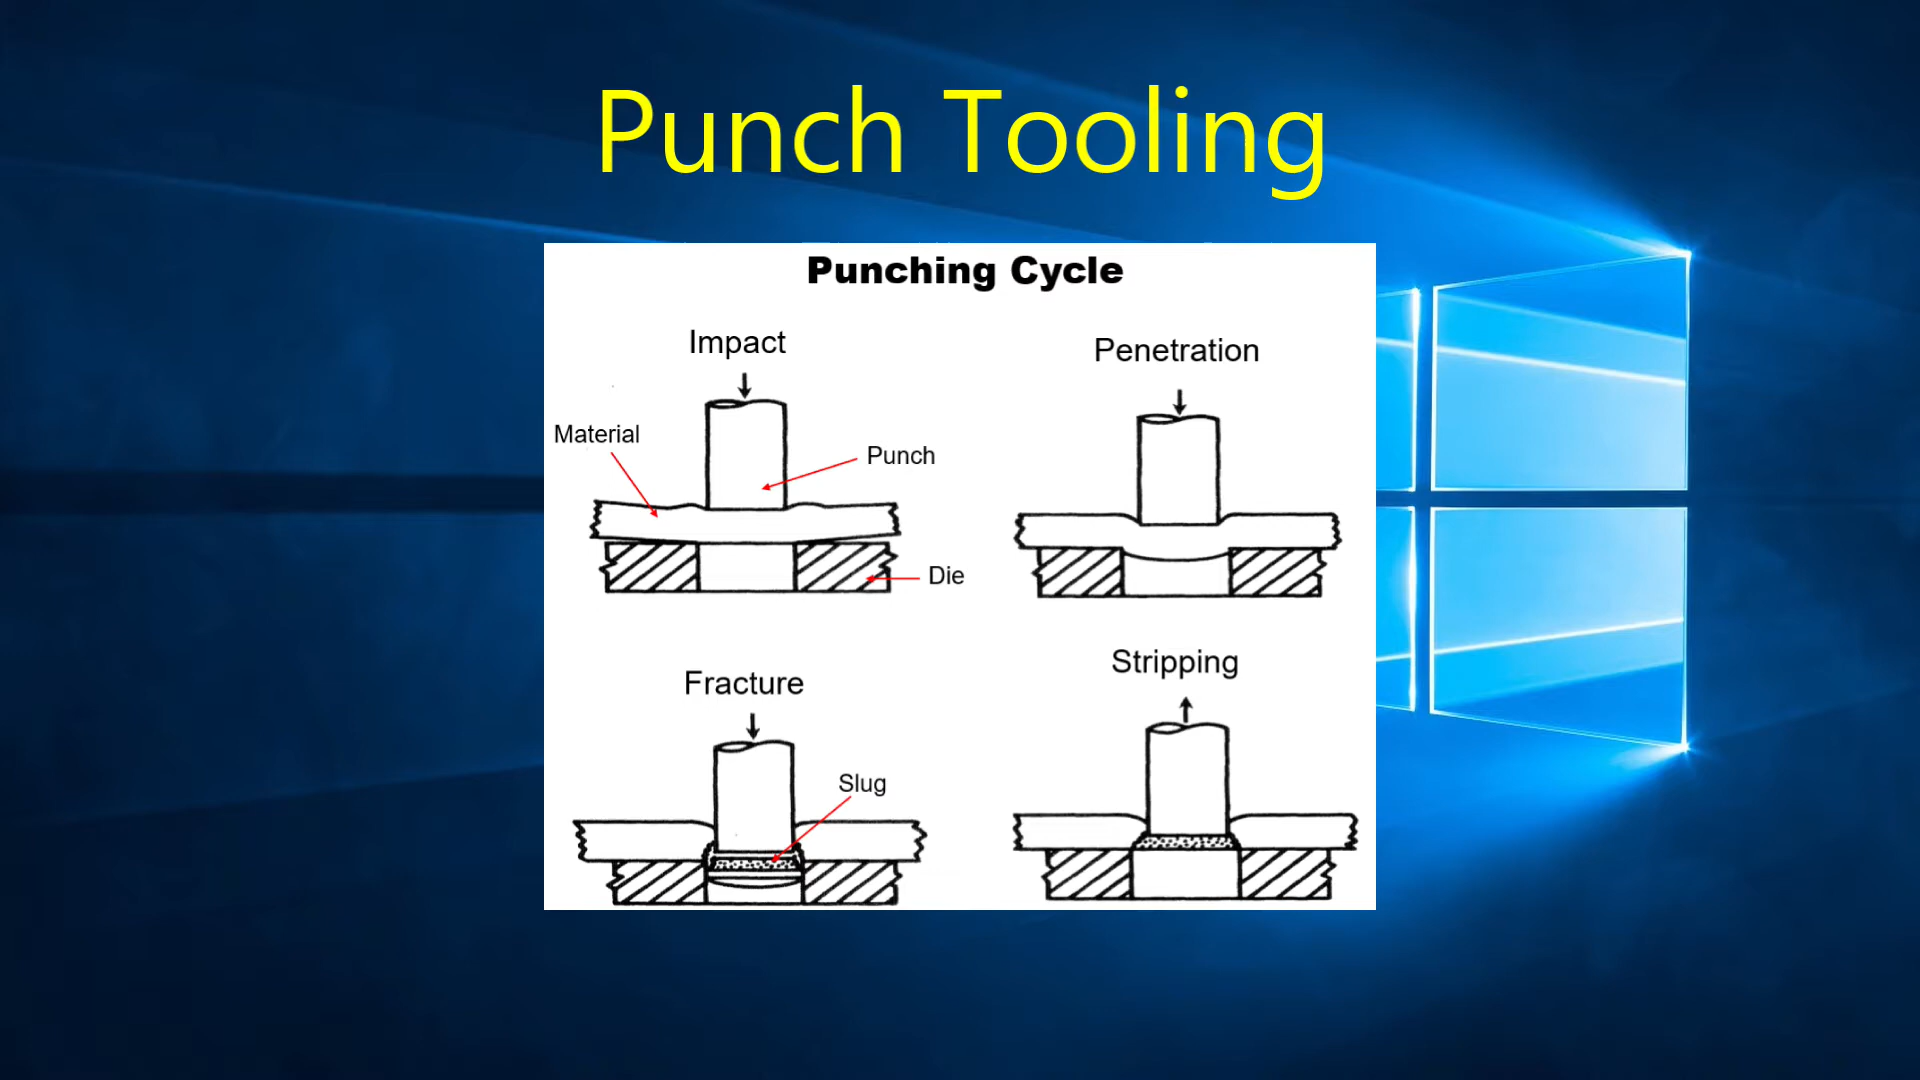 Punch Tooling
Punching Cycle
Impact
Penetration
Material
Punch
Die
Fracture
Stripping
Slug